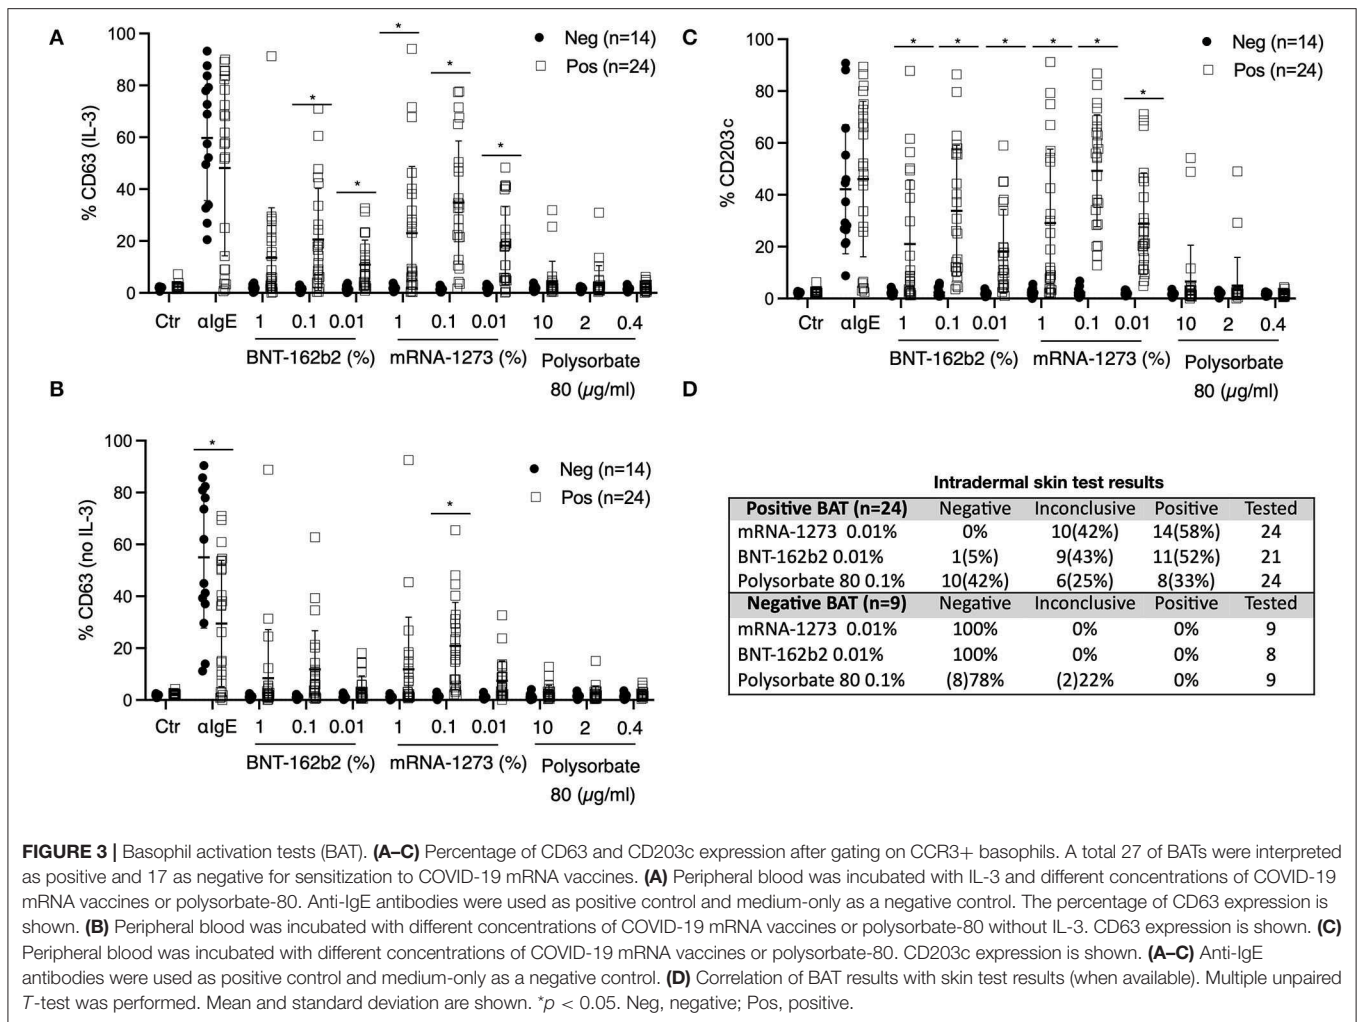 A
100
80
60
40
20
0
% CD63 (IL-3)
Neg (n=14)
Pos (n=24)
*
*
*
*
*
Ctr αIgE 1 0.1 0.01 1 0.1 0.01 10 2 0.4
BNT-162b2 (%) mRNA-1273 (%) Polysorbate
80 (µg/ml)
C
100
80
60
40
20
0
% CD203c
Neg (n=14)
Pos (n=24)
* * * * *
*
Ctr αIgE 1 0.1 0.01 1 0.1 0.01 10 2 0.4
BNT-162b2 (%) mRNA-1273 (%) Polysorbate
80 (µg/ml)
B
100
80
60
40
20
0
% CD63 (no IL-3)
Neg (n=14)
Pos (n=24)
*
*
Ctr αIgE 1 0.1 0.01 1 0.1 0.01 10 2 0.4
BNT-162b2 (%) mRNA-1273 (%) Polysorbate
80 (µg/ml)
D
Intradermal skin test results
Positive BAT (n=24) Negative Inconclusive Positive Tested
mRNA-1273 0.01% 0% 10(42%) 14(58%) 24
BNT-162b2 0.01% 1(5%) 9(43%) 11(52%) 21
Polysorbate 80 0.1% 10(42%) 6(25%) 8(33%) 24
Negative BAT (n=9) Negative Inconclusive Positive Tested
mRNA-1273 0.01% 100% 0% 0% 9
BNT-162b2 0.01% 100% 0% 0% 8
Polysorbate 80 0.1% (8)78% (2)22% 0% 9
FIGURE 3 | Basophil activation tests (BAT). (A–C) Percentage of CD63 and CD203c expression after gating on CCR3+ basophils. A total 27 of BATs were interpreted
as positive and 17 as negative for sensitization to COVID-19 mRNA vaccines. (A) Peripheral blood was incubated with IL-3 and different concentrations of COVID-19
mRNA vaccines or polysorbate-80. Anti-IgE antibodies were used as positive control and medium-only as a negative control. The percentage of CD63 expression is
shown. (B) Peripheral blood was incubated with different concentrations of COVID-19 mRNA vaccines or polysorbate-80 without IL-3. CD63 expression is shown. (C)
Peripheral blood was incubated with different concentrations of COVID-19 mRNA vaccines or polysorbate-80. CD203c expression is shown. (A–C) Anti-IgE
antibodies were used as positive control and medium-only as a negative control. (D) Correlation of BAT results with skin test results (when available). Multiple unpaired
T-test was performed. Mean and standard deviation are shown. *p < 0.05. Neg, negative; Pos, positive.